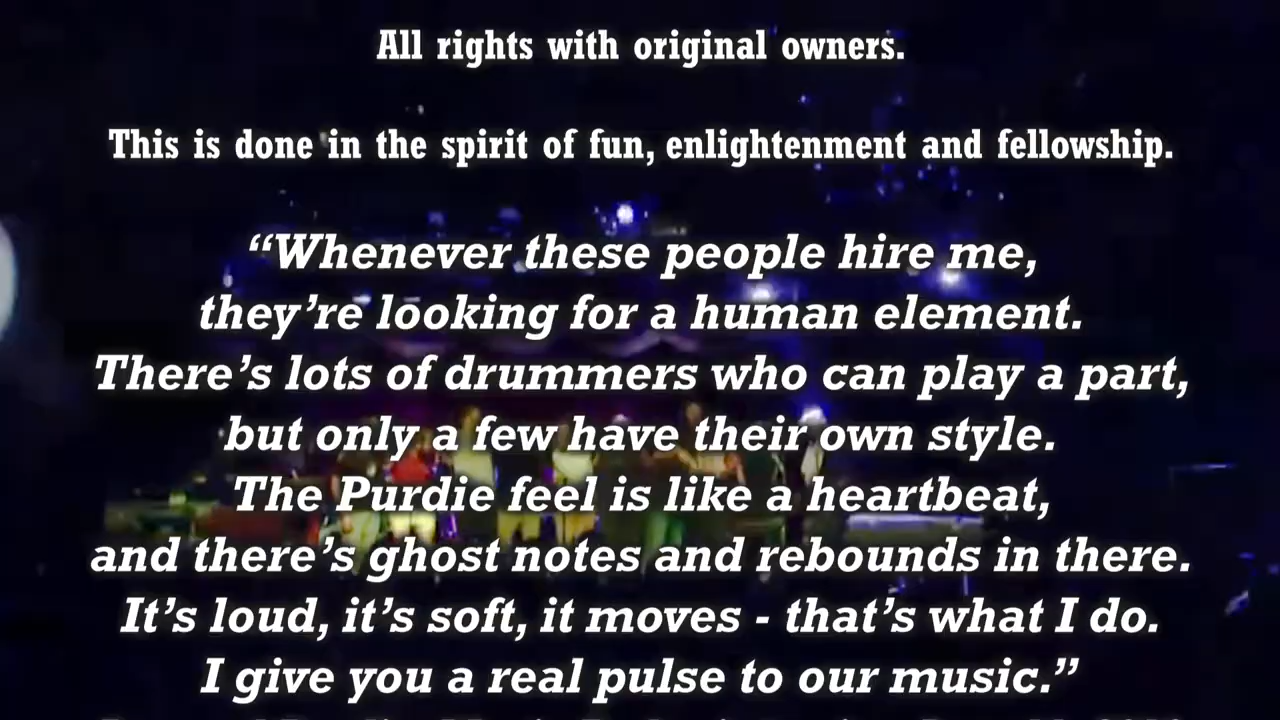 All rights with original owners.
This is done in the spirit of fun, enlightenment and fellowship.
“Whenever these people hire me,
they’re looking for a human element.
There’s lots of drummers who can play a part,
but only a few have their own style.
The Purdie feel is like a heartbeat,
and there’s ghost notes and rebounds in there.
It’s loud, it’s soft, it moves - that’s what I do.
I give you a real pulse to our music.”